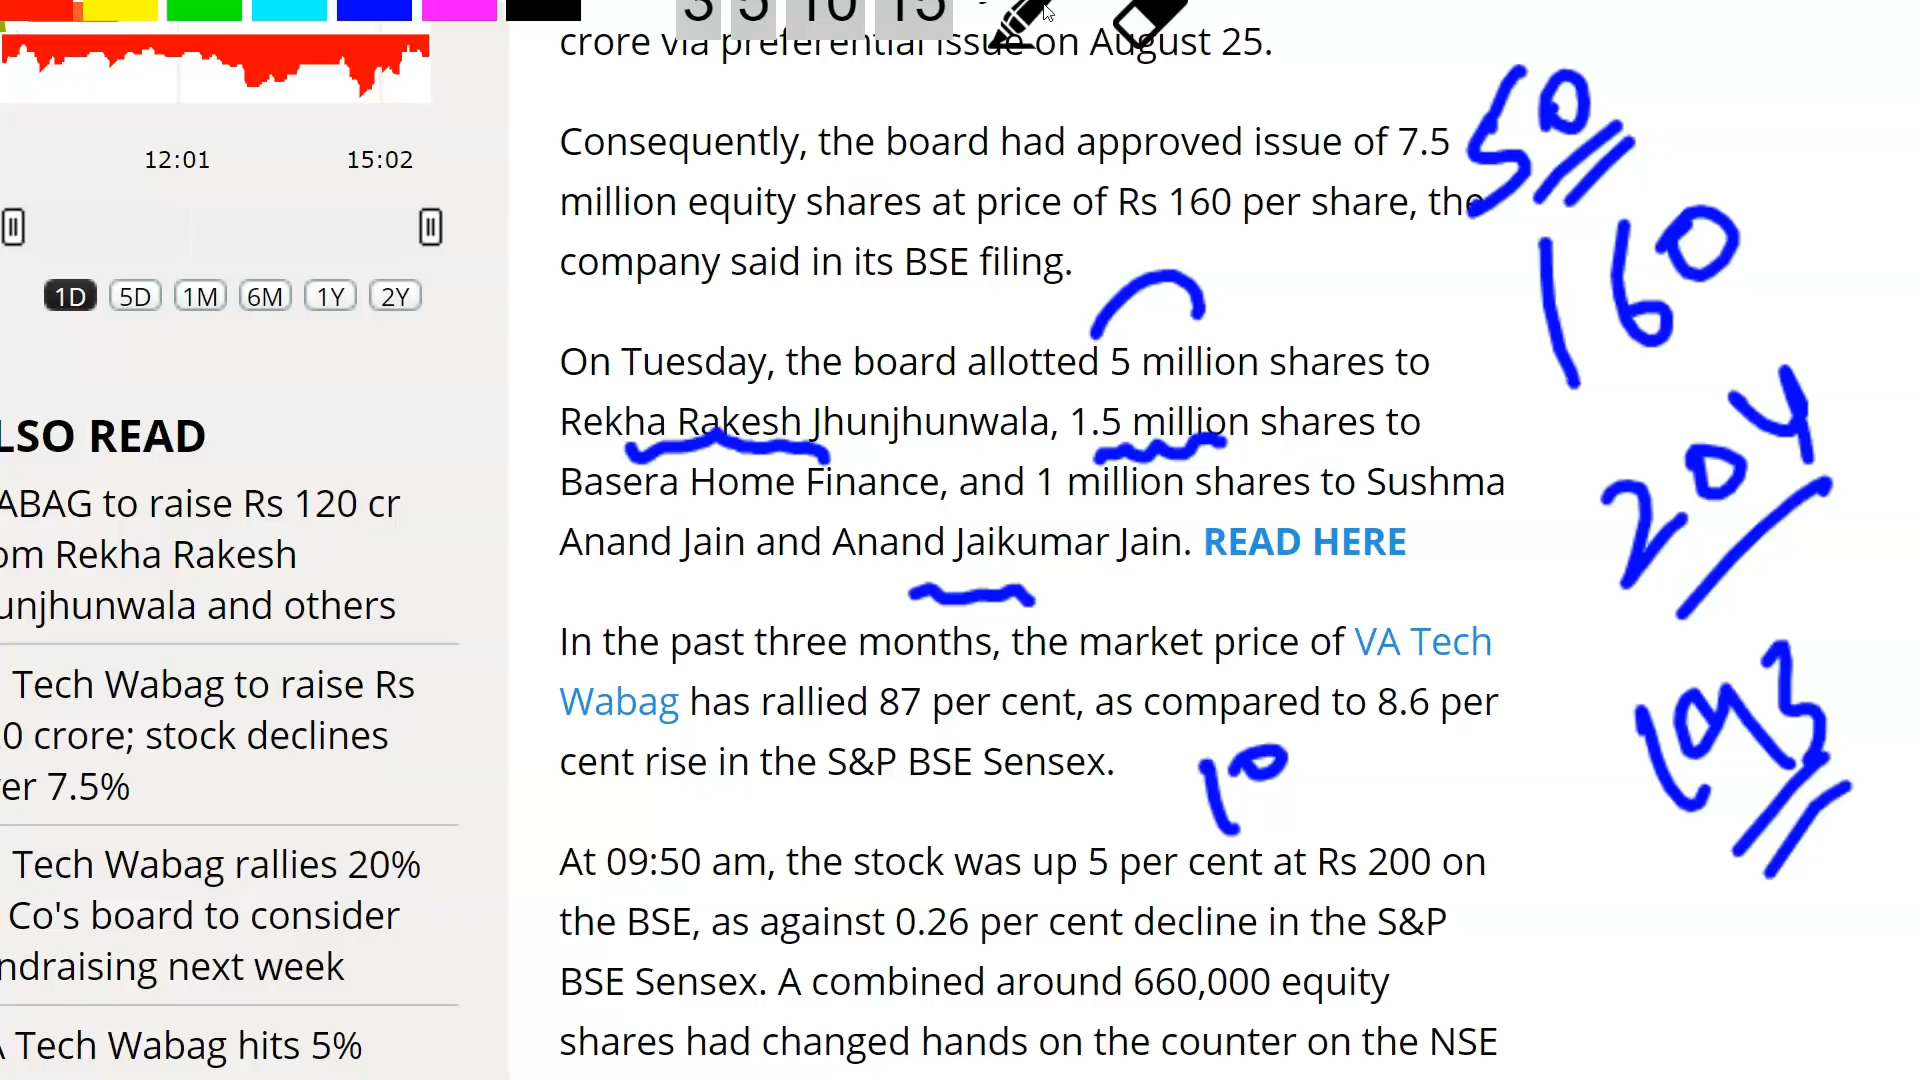 3 5 10 15
crore via preferential issue on August 25.
Consequently, the board had approved issue of 7.5
million equity shares at price of Rs 160 per share, the
company said in its BSE filing.
On Tuesday, the board allotted 5 million shares to
Rekha Rakesh Jhunjhunwala, 1.5 million shares to
Basera Home Finance, and 1 million shares to Sushma
Anand Jain and Anand Jaikumar Jain. READ HERE
In the past three months, the market price of VA Tech
Wabag has rallied 87 per cent, as compared to 8.6 per
cent rise in the S&P BSE Sensex.
At 09:50 am, the stock was up 5 per cent at Rs 200 on
the BSE, as against 0.26 per cent decline in the S&P
BSE Sensex. A combined around 660,000 equity
shares had changed hands on the counter on the NSE
12:01 15:02
1D 5D 1M 6M 1Y 2Y
LSO READ
ABAG to raise Rs 120 cr
om Rekha Rakesh
unjhunwala and others
Tech Wabag to raise Rs
0 crore; stock declines
er 7.5%
Tech Wabag rallies 20%
Co's board to consider
ndraising next week
Tech Wabag hits 5%
50
160
204
193
10